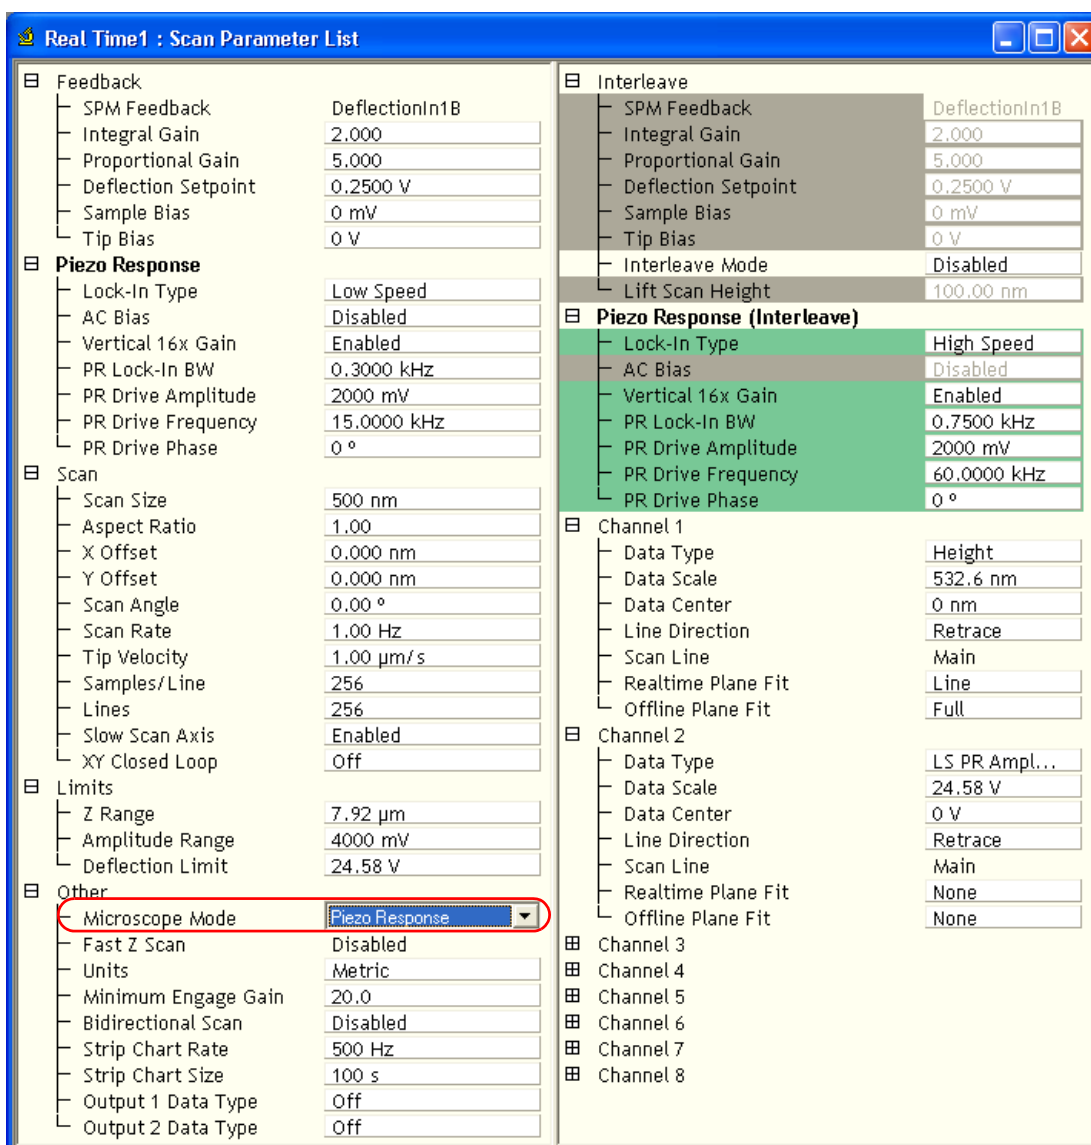 Real Time1 : Scan Parameter List
Feedback
SPM Feedback DeflectionIn1B
Integral Gain 2.000
Proportional Gain 5.000
Deflection Setpoint 0.2500 V
Sample Bias 0 mV
Tip Bias 0 V
Piezo Response
Lock-In Type Low Speed
AC Bias Disabled
Vertical 16x Gain Enabled
PR Lock-In BW 0.3000 kHz
PR Drive Amplitude 2000 mV
PR Drive Frequency 15.0000 kHz
PR Drive Phase 0 º
Scan
Scan Size 500 nm
Aspect Ratio 1.00
X Offset 0.000 nm
Y Offset 0.000 nm
Scan Angle 0.00 º
Scan Rate 1.00 Hz
Tip Velocity 1.00 µm/s
Samples/Line 256
Lines 256
Slow Scan Axis Enabled
XY Closed Loop Off
Limits
Z Range 7.92 µm
Amplitude Range 4000 mV
Deflection Limit 24.58 V
Other
Microscope Mode Piezo Response
Fast Z Scan Disabled
Units Metric
Minimum Engage Gain 20.0
Bidirectional Scan Disabled
Strip Chart Rate 500 Hz
Strip Chart Size 100 s
Output 1 Data Type Off
Output 2 Data Type Off
Interleave
SPM Feedback DeflectionIn1B
Integral Gain 2.000
Proportional Gain 5.000
Deflection Setpoint 0.2500 V
Sample Bias 0 mV
Tip Bias 0 V
Interleave Mode Disabled
Lift Scan Height 100.00 nm
Piezo Response (Interleave)
Lock-In Type High Speed
AC Bias Disabled
Vertical 16x Gain Enabled
PR Lock-In BW 0.7500 kHz
PR Drive Amplitude 2000 mV
PR Drive Frequency 60.0000 kHz
PR Drive Phase 0 º
Channel 1
Data Type Height
Data Scale 532.6 nm
Data Center 0 nm
Line Direction Retrace
Scan Line Main
Realtime Plane Fit Line
Offline Plane Fit Full
Channel 2
Data Type LS PR Ampl...
Data Scale 24.58 V
Data Center 0 V
Line Direction Retrace
Scan Line Main
Realtime Plane Fit None
Offline Plane Fit None
Channel 3
Channel 4
Channel 5
Channel 6
Channel 7
Channel 8